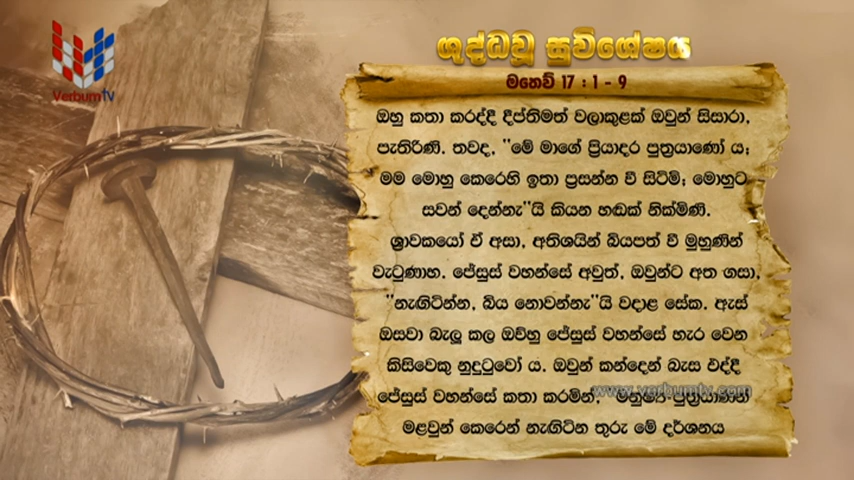 VerbumTV
ශුද්ධවූ සුවිශේෂය
මතෙව් 17 : 1 - 9
ඔහු කතා කරද්දී දීප්තිමත් වලාකුළක් ඔවුන් සිසාරා,
පැතිරිණි. තවද, "මේ මාගේ ප්‍රියාදර පුත්‍රයාණෝ ය;
මම මොහු කෙරෙහි ඉතා ප්‍රසන්න වී සිටිමි; මොහුට
සවන් දෙන්නැ"යි කියන හඬක් නික්මිණි.
ශ්‍රාවකයෝ ඒ අසා, අතිශයින් බියපත් වී මුහුණින්
වැටුණාහ. ජේසුස් වහන්සේ අවුත්, ඔවුන්ට අත ගසා,
"නැඟිටින්න, බිය නොවන්නැ"යි වදාළ සේක. ඇස්
ඔසවා බැලූ කල ඔව්හු ජේසුස් වහන්සේ හැර වෙන
කිසිවෙකු නුදුටුවෝ ය. ඔවුන් කන්දෙන් බැස එද්දී
www.verbumtv.com
ජේසුස් වහන්සේ කතා කරමින්, "මනුෂ්‍ය-පුත්‍රයාණන්
මළවුන් කෙරෙන් නැඟිටින තුරු මේ දර්ශනය